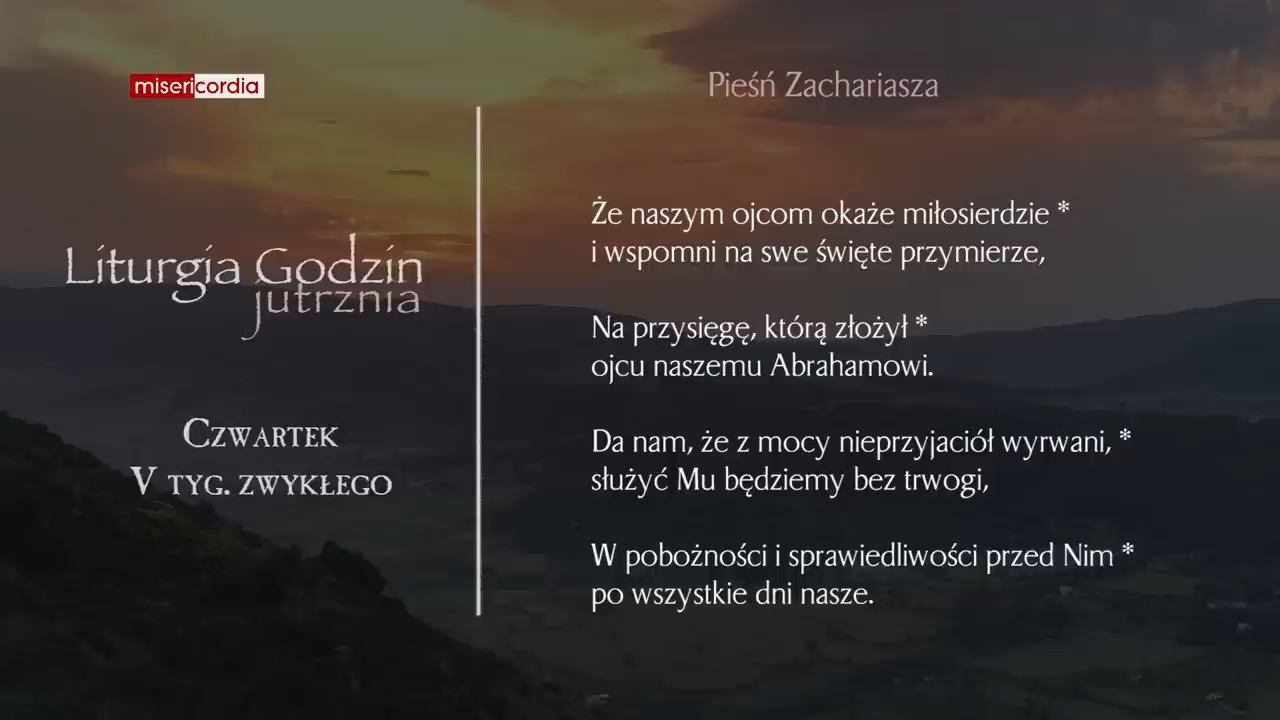 misericordia
Liturgia Godzin
jutrznia
Czwartek
V tyg. zwykłego
Pieśń Zachariasza
Że naszym ojcom okaże miłosierdzie *
i wspomni na swe święte przymierze,
Na przysięgę, którą złożył *
ojcu naszemu Abrahamowi.
Da nam, że z mocy nieprzyjaciół wyrwani, *
służyć Mu będziemy bez trwogi,
W pobożności i sprawiedliwości przed Nim *
po wszystkie dni nasze.